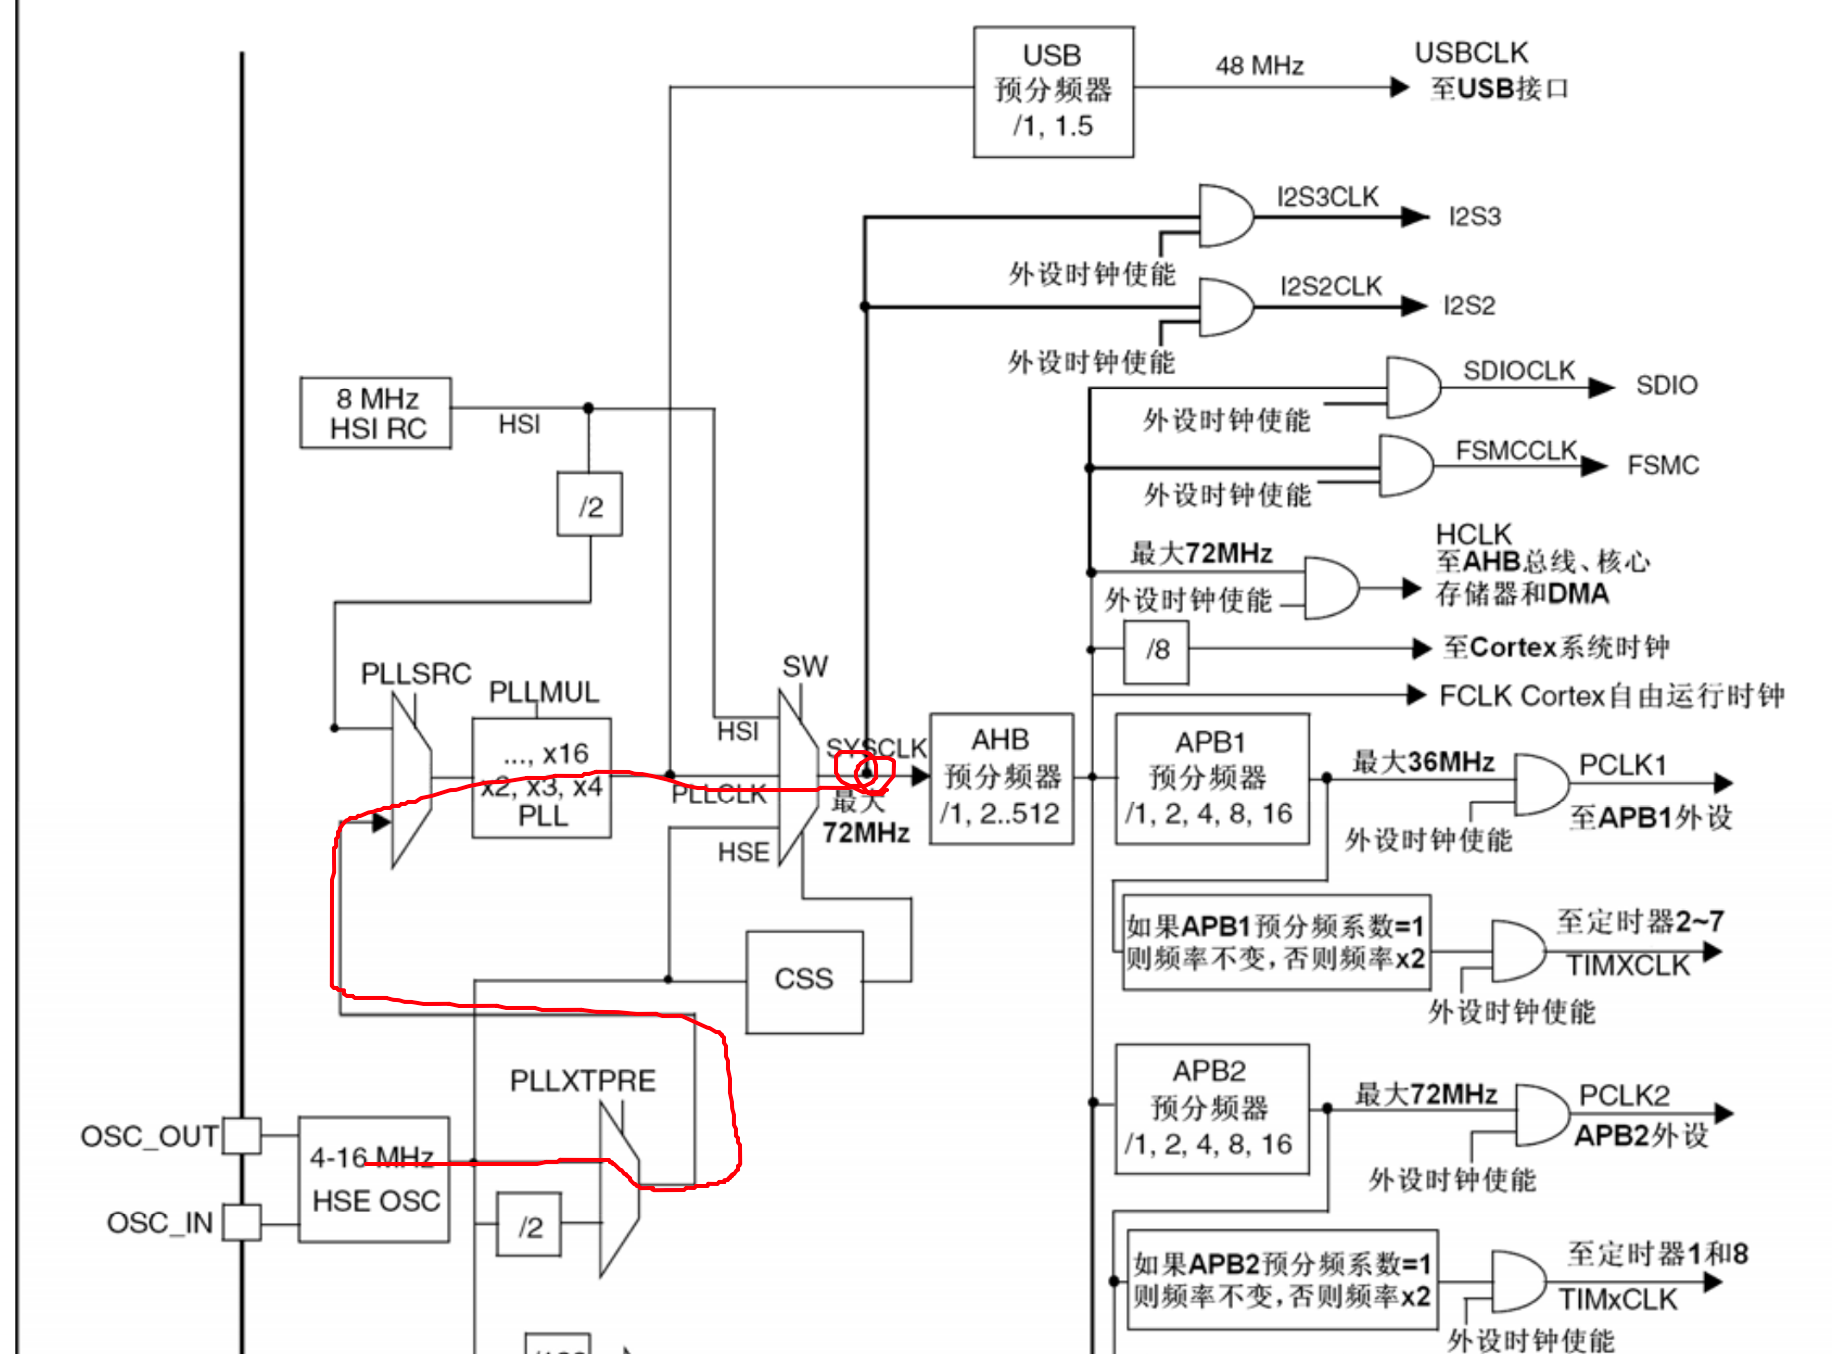 USB
预分频器
/1, 1.5
48 MHz
USBCLK
至USB接口
I2S3CLK
I2S3
外设时钟使能
I2S2CLK
I2S2
外设时钟使能
SDIOCLK
SDIO
外设时钟使能
FSMCCLK
FSMC
外设时钟使能
8 MHz
HSI RC
HSI
/2
最大72MHz
外设时钟使能
HCLK
至AHB总线、核心
存储器和DMA
/8
至Cortex系统时钟
FCLK Cortex自由运行时钟
PLLSRC
PLLMUL
..., x16
x2, x3, x4
PLL
SW
HSI
PLLCLK
HSE
SYSCLK
最大
72MHz
AHB
预分频器
/1, 2..512
APB1
预分频器
/1, 2, 4, 8, 16
最大36MHz
外设时钟使能
PCLK1
至APB1外设
如果APB1预分频系数=1
则频率不变，否则频率x2
至定时器2~7
TIMXCLK
外设时钟使能
CSS
PLLXTPRE
OSC_OUT
OSC_IN
4-16 MHz
HSE OSC
/2
APB2
预分频器
/1, 2, 4, 8, 16
最大72MHz
外设时钟使能
PCLK2
APB2外设
如果APB2预分频系数=1
则频率不变，否则频率x2
至定时器1和8
TIMxCLK
外设时钟使能